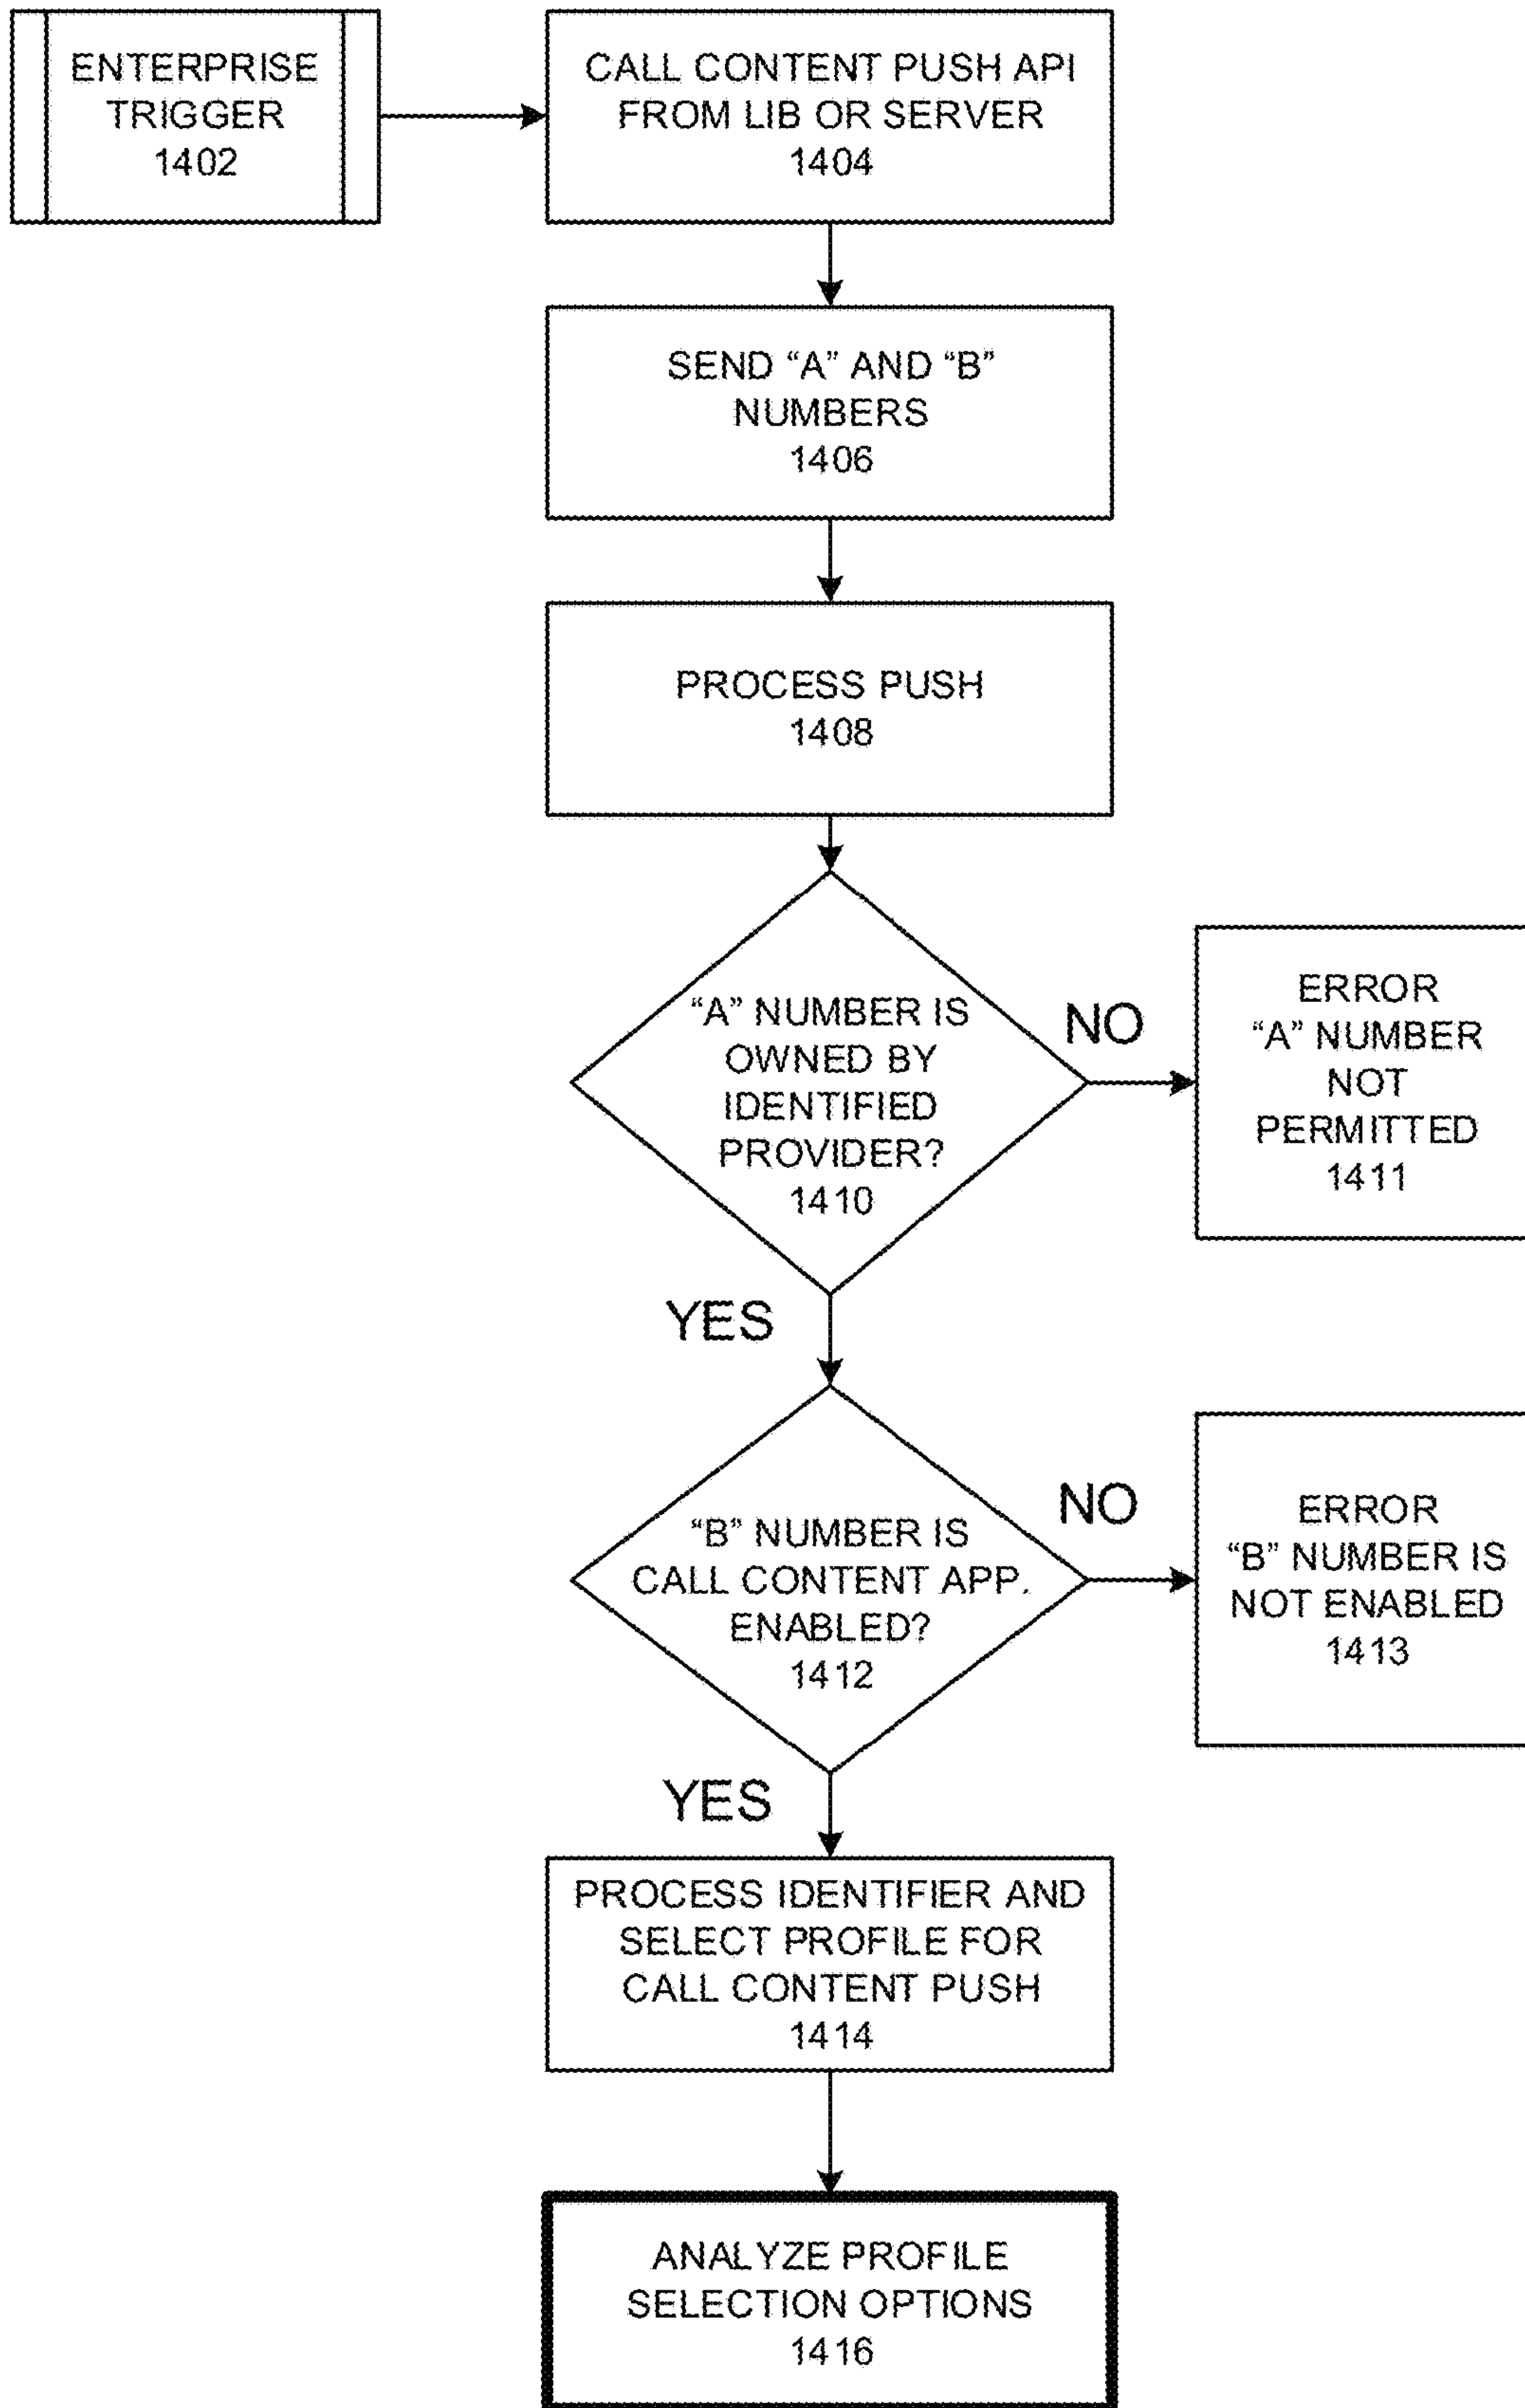 ENTERPRISE
TRIGGER
1402
CALL CONTENT PUSH API
FROM LIB OR SERVER
1404
SEND “A” AND “B”
NUMBERS
1406
PROCESS PUSH
1408
“A” NUMBER IS
OWNED BY
IDENTIFIED
PROVIDER?
1410
NO
ERROR
“A” NUMBER
NOT
PERMITTED
1411
YES
“B” NUMBER IS
CALL CONTENT APP.
ENABLED?
1412
NO
ERROR
“B” NUMBER IS
NOT ENABLED
1413
YES
PROCESS IDENTIFIER AND
SELECT PROFILE FOR
CALL CONTENT PUSH
1414
ANALYZE PROFILE
SELECTION OPTIONS
1416